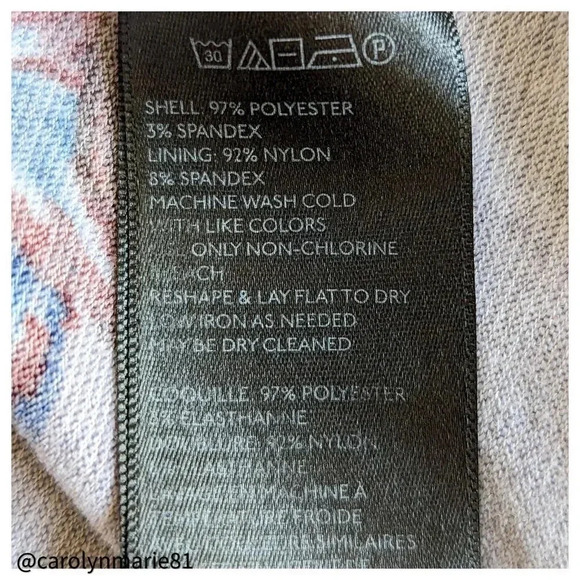 30 P
SHELL: 97% POLYESTER
3% SPANDEX
LINING: 92% NYLON
8% SPANDEX
MACHINE WASH COLD
WITH LIKE COLORS
ONLY NON-CHLORINE
RESHAPE & LAY FLAT TO DRY
LOW IRON AS NEEDED
MAY BE DRY CLEANED
COQUILLE: 97% POLYESTER
ELASTHANNE
92% NYLON
MACHINE À
TEMPÉRATURE FROIDE
SIMILAIRES
@carolynmarie81